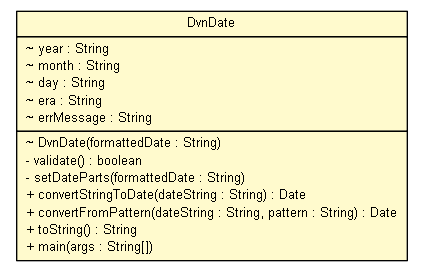 DvnDate
~ year : String
~ month : String
~ day : String
~ era : String
~ errMessage : String
~ DvnDate(formattedDate : String)
- validate() : boolean
- setDateParts(formattedDate : String)
+ convertStringToDate(dateString : String) : Date
+ convertFromPattern(dateString : String, pattern : String) : Date
+ toString() : String
+ main(args : String[])